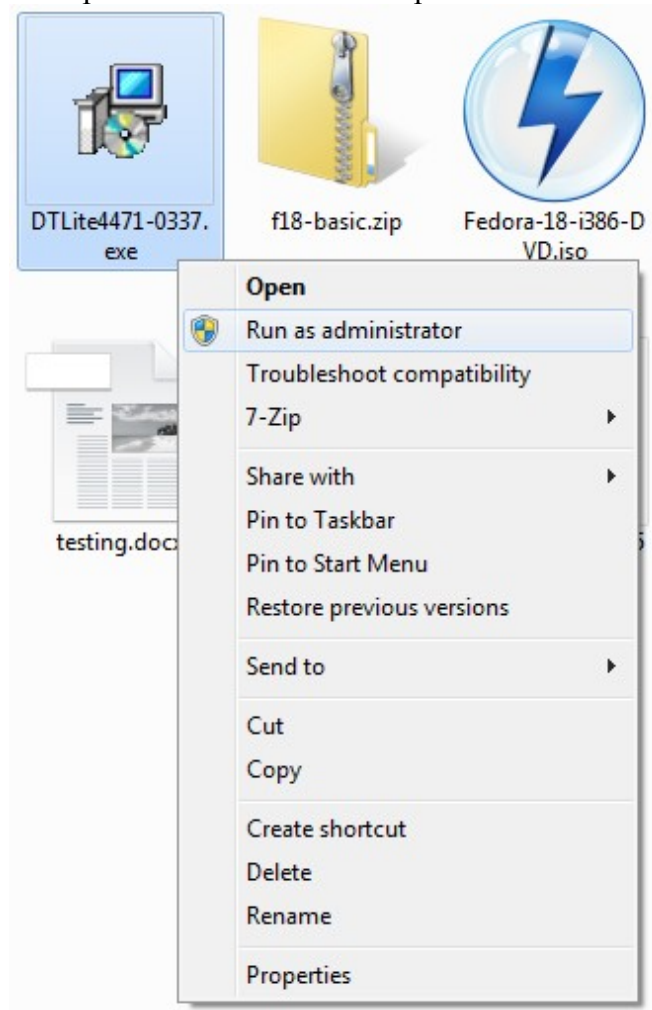 DTLite4471-0337.
exe
f18-basic.zip
Fedora-18-i386-D
VD.iso
Open
Run as administrator
Troubleshoot compatibility
7-Zip
Share with
testing.doc
Pin to Taskbar
Pin to Start Menu
Restore previous versions
Send to
Cut
Copy
Create shortcut
Delete
Rename
Properties